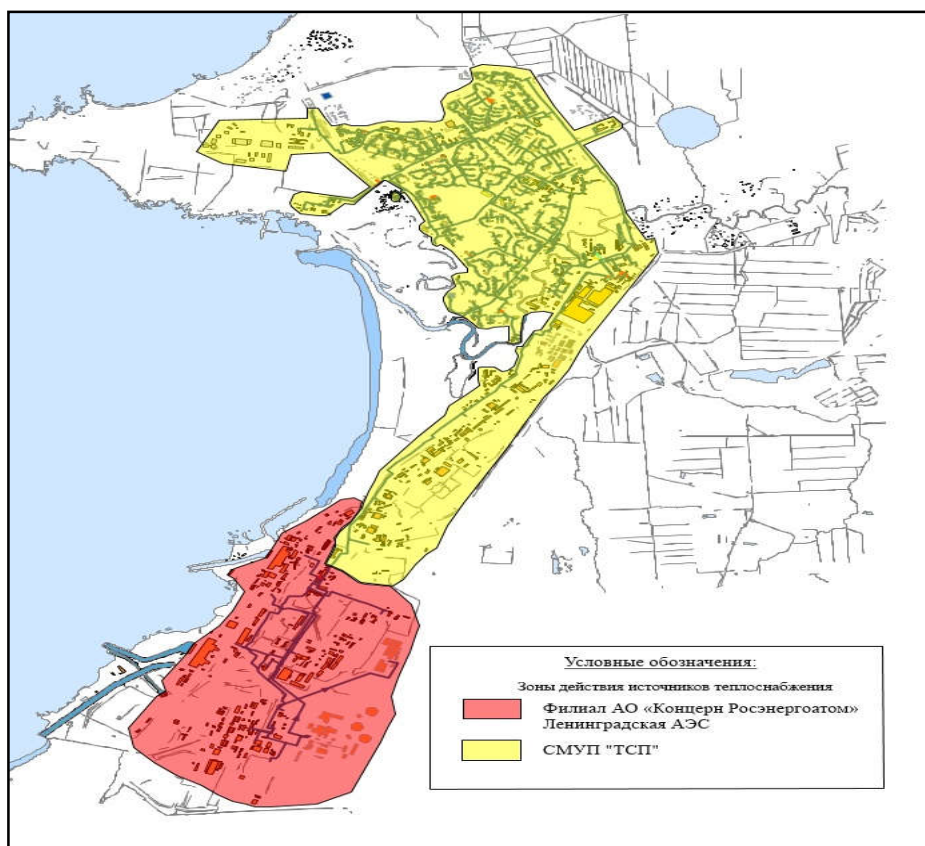 Условные обозначения:
Зоны действия источников теплоснабжения
Филиал АО «Концерн Росэнергоатом»
Ленинградская АЭС
СМУП "ТСП"